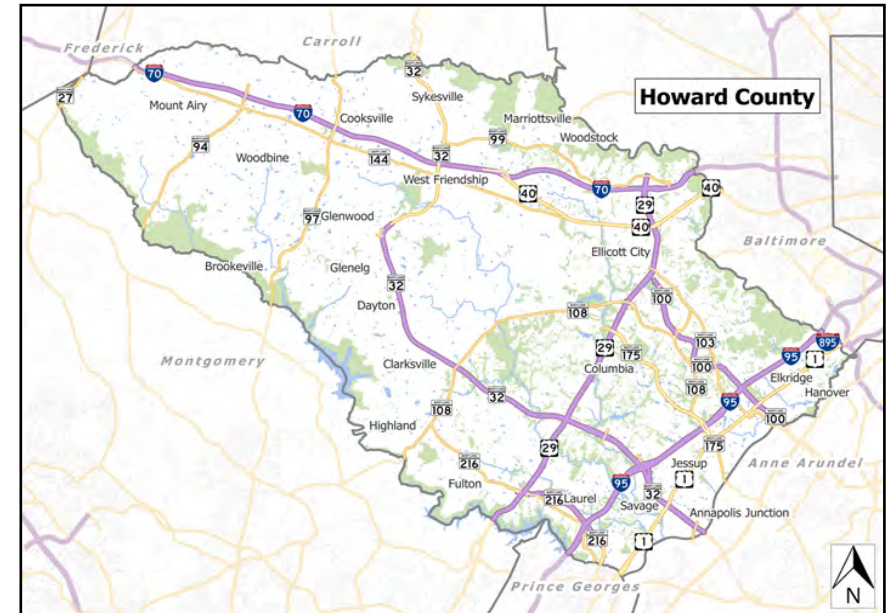 Carroll
Frederick
70
32
27
Mount Airy
Sykesville
Howard County
70
Cooksville
Marriottsville
Woodstock
94
99
Woodbine
144
32
West Friendship
40
70
40
29
97
Glenwood
40
Ellicott City
Baltimore
Brookeville
Glenelg
32
100
Dayton
108
103
895
Montgomery
29
175
95
1
Clarksville
Columbia
100
Elkridge
32
108
Hanover
108
95
100
Highland
29
175
216
Jessup
Anne Arundel
Fulton
95
1
216
Laurel
32
Savage
Annapolis Junction
216
1
Prince Georges
N